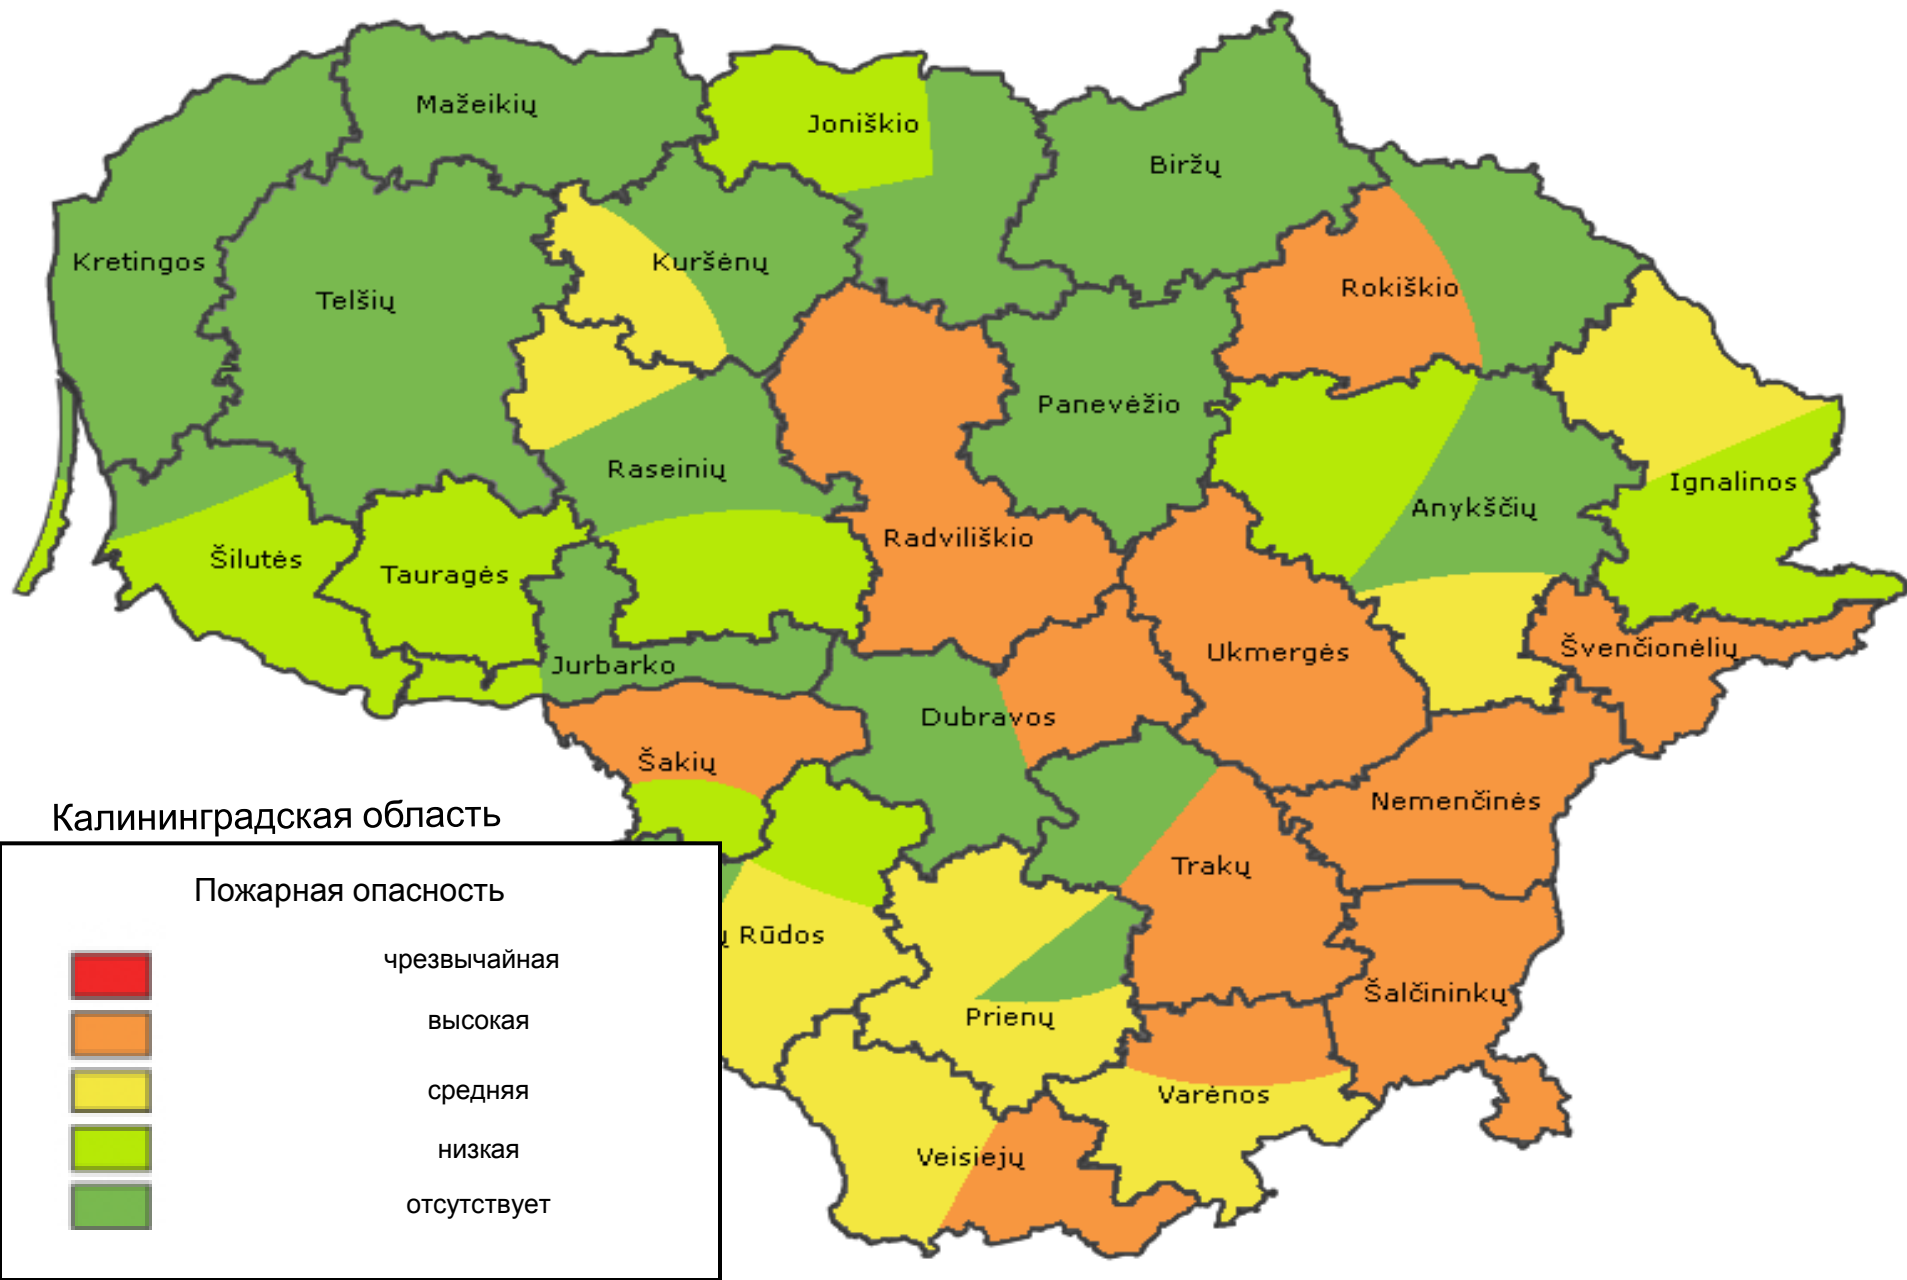 Mažeikių
Joniškio
Biržų
Kretingos
Telšių
Kuršėnų
Rokiškio
Panevėžio
Raseinių
Ignalinos
Anykščių
Radviliškio
Šilutės
Tauragės
Ukmergės
Švenčionėlių
Jurbarko
Dubravos
Šakių
Nemenčinės
Калининградская область
Trakų
Пожарная опасность
ų Rūdos
чрезвычайная
Šalčininkų
Prienų
высокая
средняя
Varėnos
низкая
Veisiejų
отсутствует